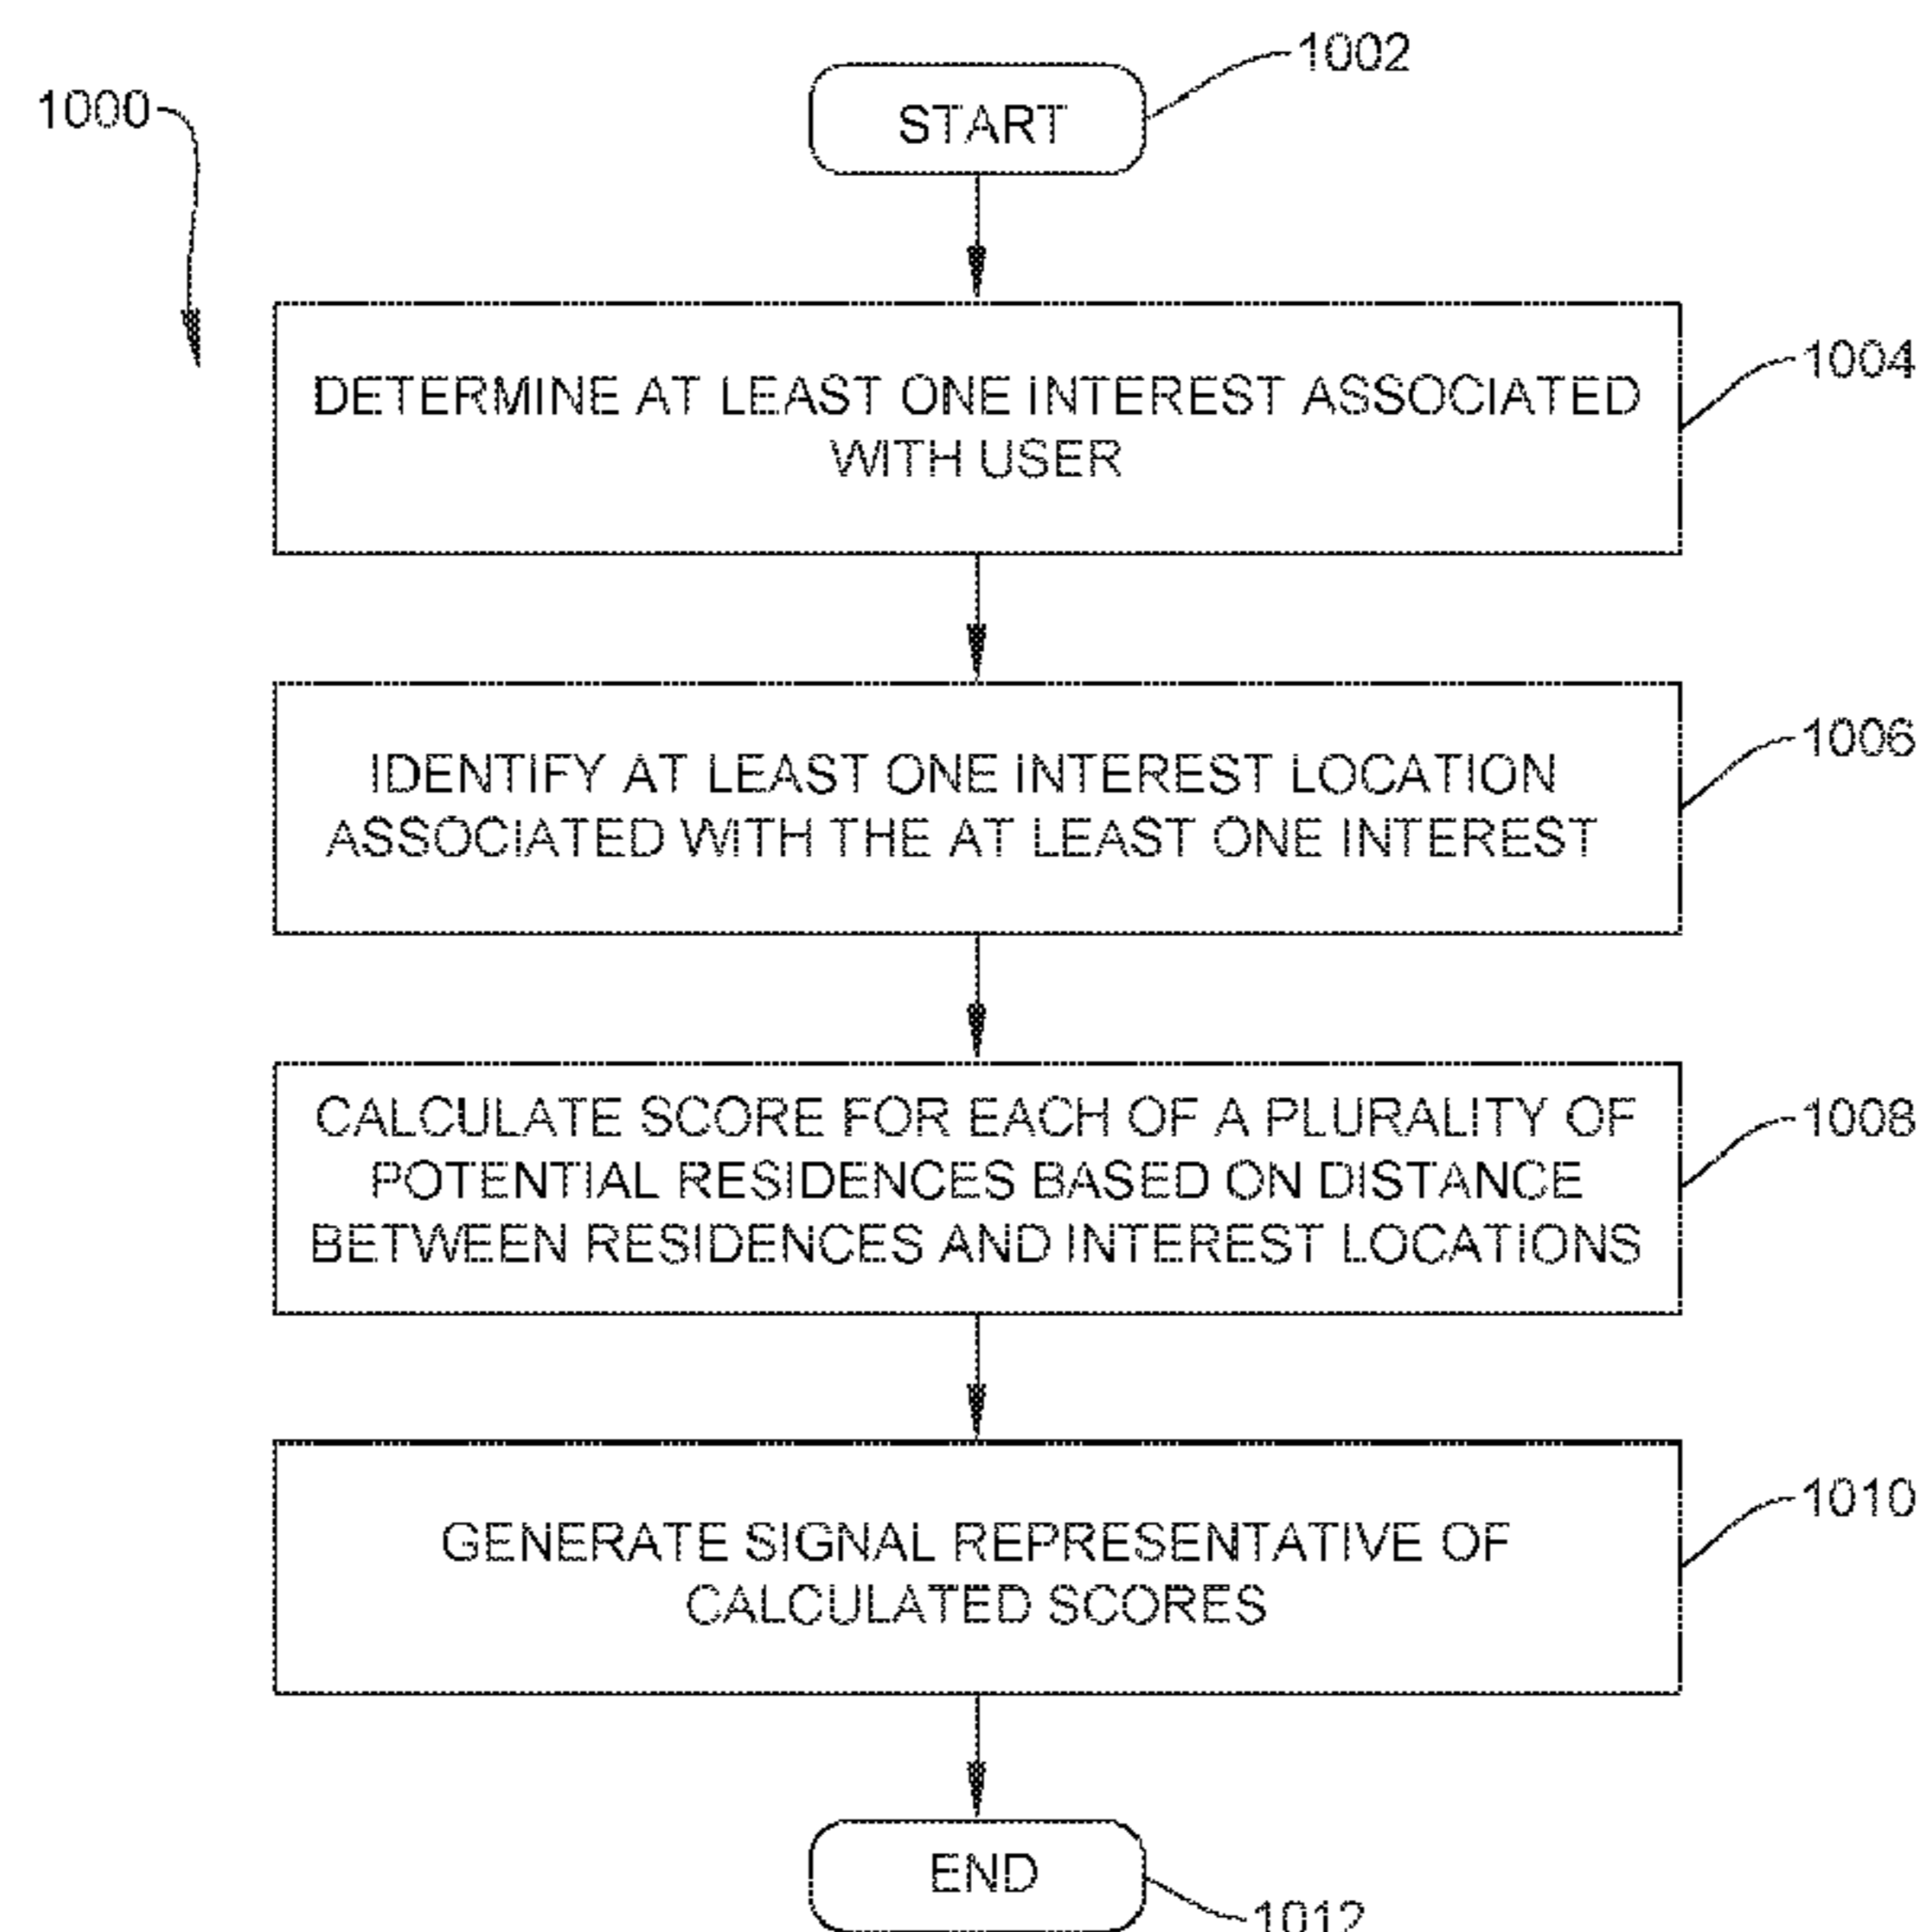 1002
1000
START
1004
DETERMINE AT LEAST ONE INTEREST ASSOCIATED
WITH USER
1006
IDENTIFY AT LEAST ONE INTEREST LOCATION
ASSOCIATED WITH THE AT LEAST ONE INTEREST
1008
CALCULATE SCORE FOR EACH OF A PLURALITY OF
POTENTIAL RESIDENCES BASED ON DISTANCE
BETWEEN RESIDENCES AND INTEREST LOCATIONS
1010
GENERATE SIGNAL REPRESENTATIVE OF
CALCULATED SCORES
END
1012